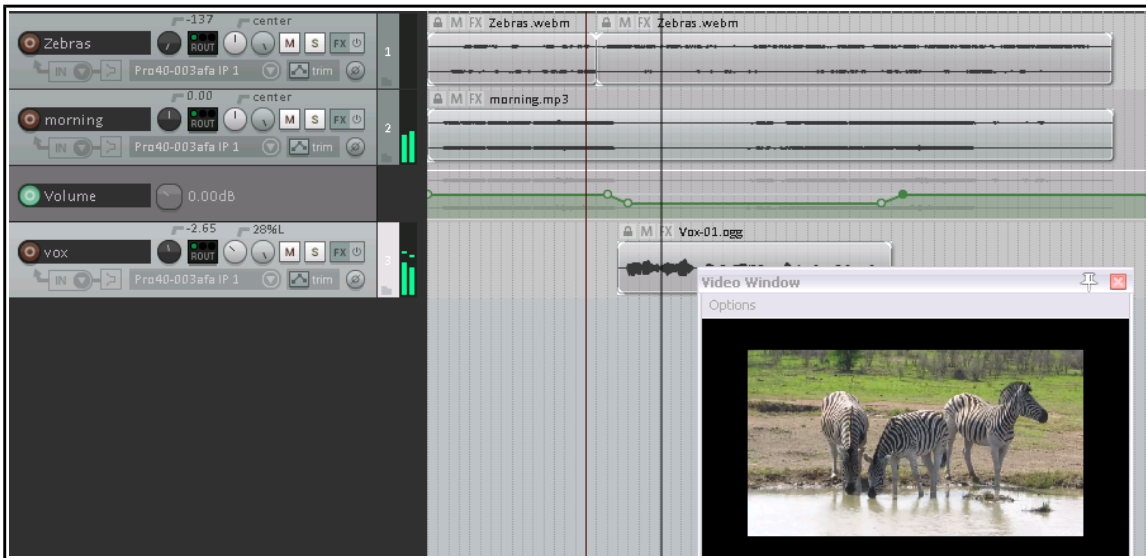 -137 center
Zebras ROUT M S FX 1
IN Pro40-003afa IP 1 trim
M FX Zebras.webm M FX Zebras.webm
0.00 center
morning ROUT M S FX 2
IN Pro40-003afa IP 1 trim
M FX morning.mp3
Volume 0.00dB
-2.65 28%L
vox ROUT M S FX 3
IN Pro40-003afa IP 1 trim
M FX Vox-01.ogg
Video Window
Options